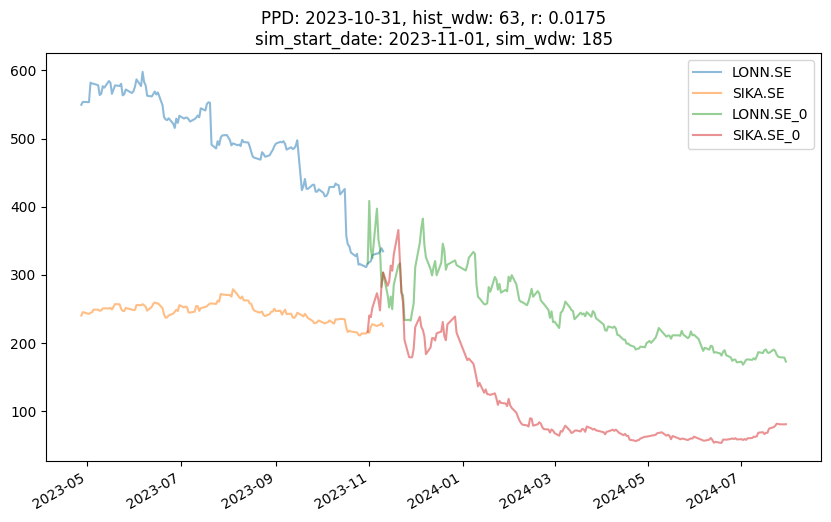 PPD: 2023-10-31, hist_wdw: 63, r: 0.0175
sim_start_date: 2023-11-01, sim_wdw: 185
LONN.SE
SIKA.SE
LONN.SE_0
SIKA.SE_0
600
500
400
300
200
100
2023-05
2023-07
2023-09
2023-11
2024-01
2024-03
2024-05
2024-07